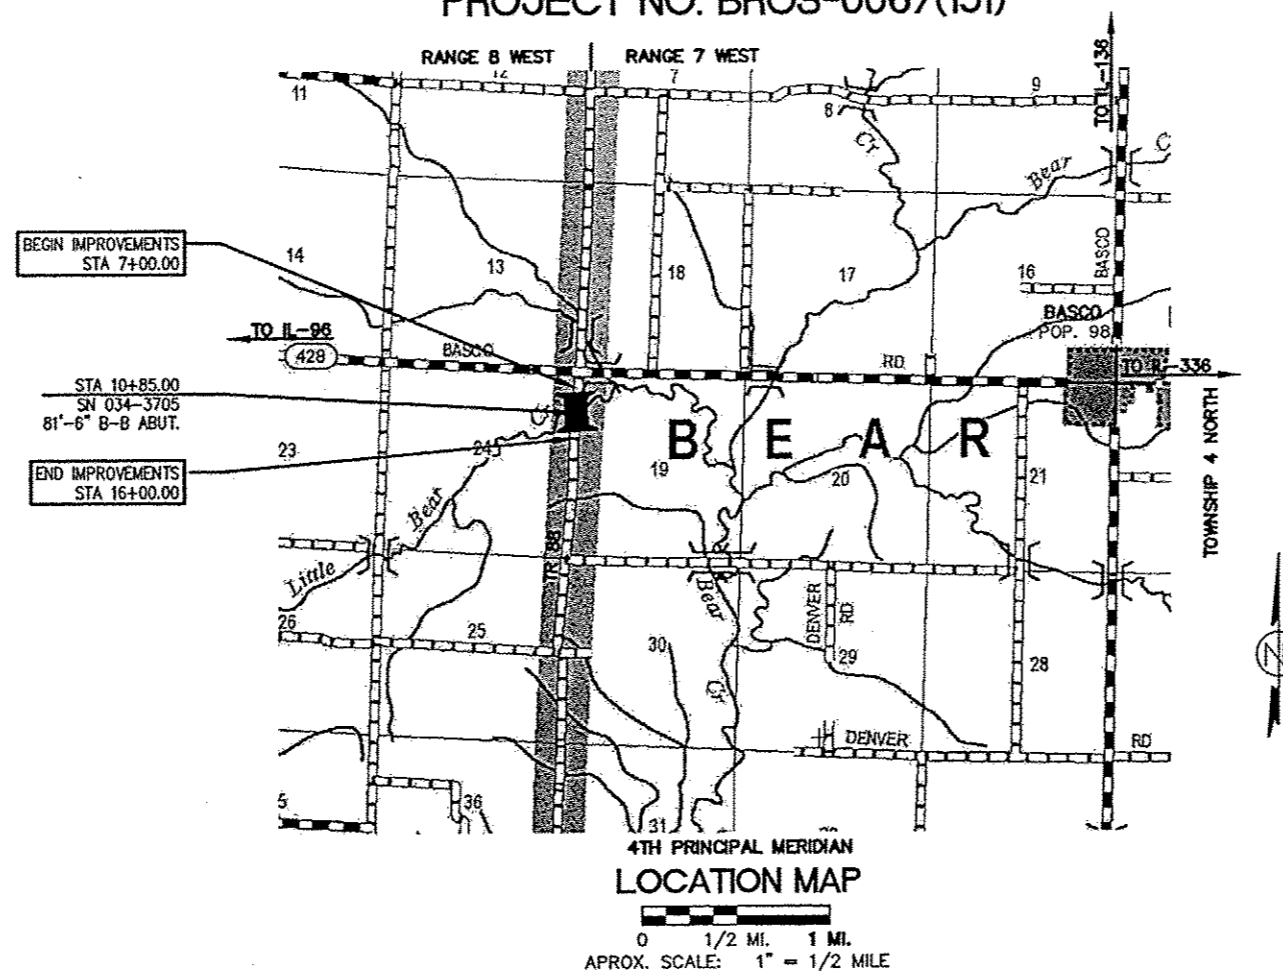 PROJECT NO. BROS-0067(151)
RANGE 8 WEST
RANGE 7 WEST
11
12
7
8
9
TO IL-136
Cr
Bear
C
BEGIN IMPROVEMENTS
STA 7+00.00
14
13
18
17
16
BASCO
BASCO
POP. 98
TO IL-96
428
BASCO
RD
TO IL-336
STA 10+85.00
SN 034-3705
81'-6" B-B ABUT.
Cr
BEAR
TOWNSHIP 4 NORTH
23
24
19
20
21
END IMPROVEMENTS
STA 16+00.00
Bear
Little
TR 88
Bear
Cr
DENVER
RD
26
25
30
29
28
DENVER
RD
36
31
N
4TH PRINCIPAL MERIDIAN
LOCATION MAP
0 1/2 MI. 1 MI.
APROX. SCALE: 1" = 1/2 MILE